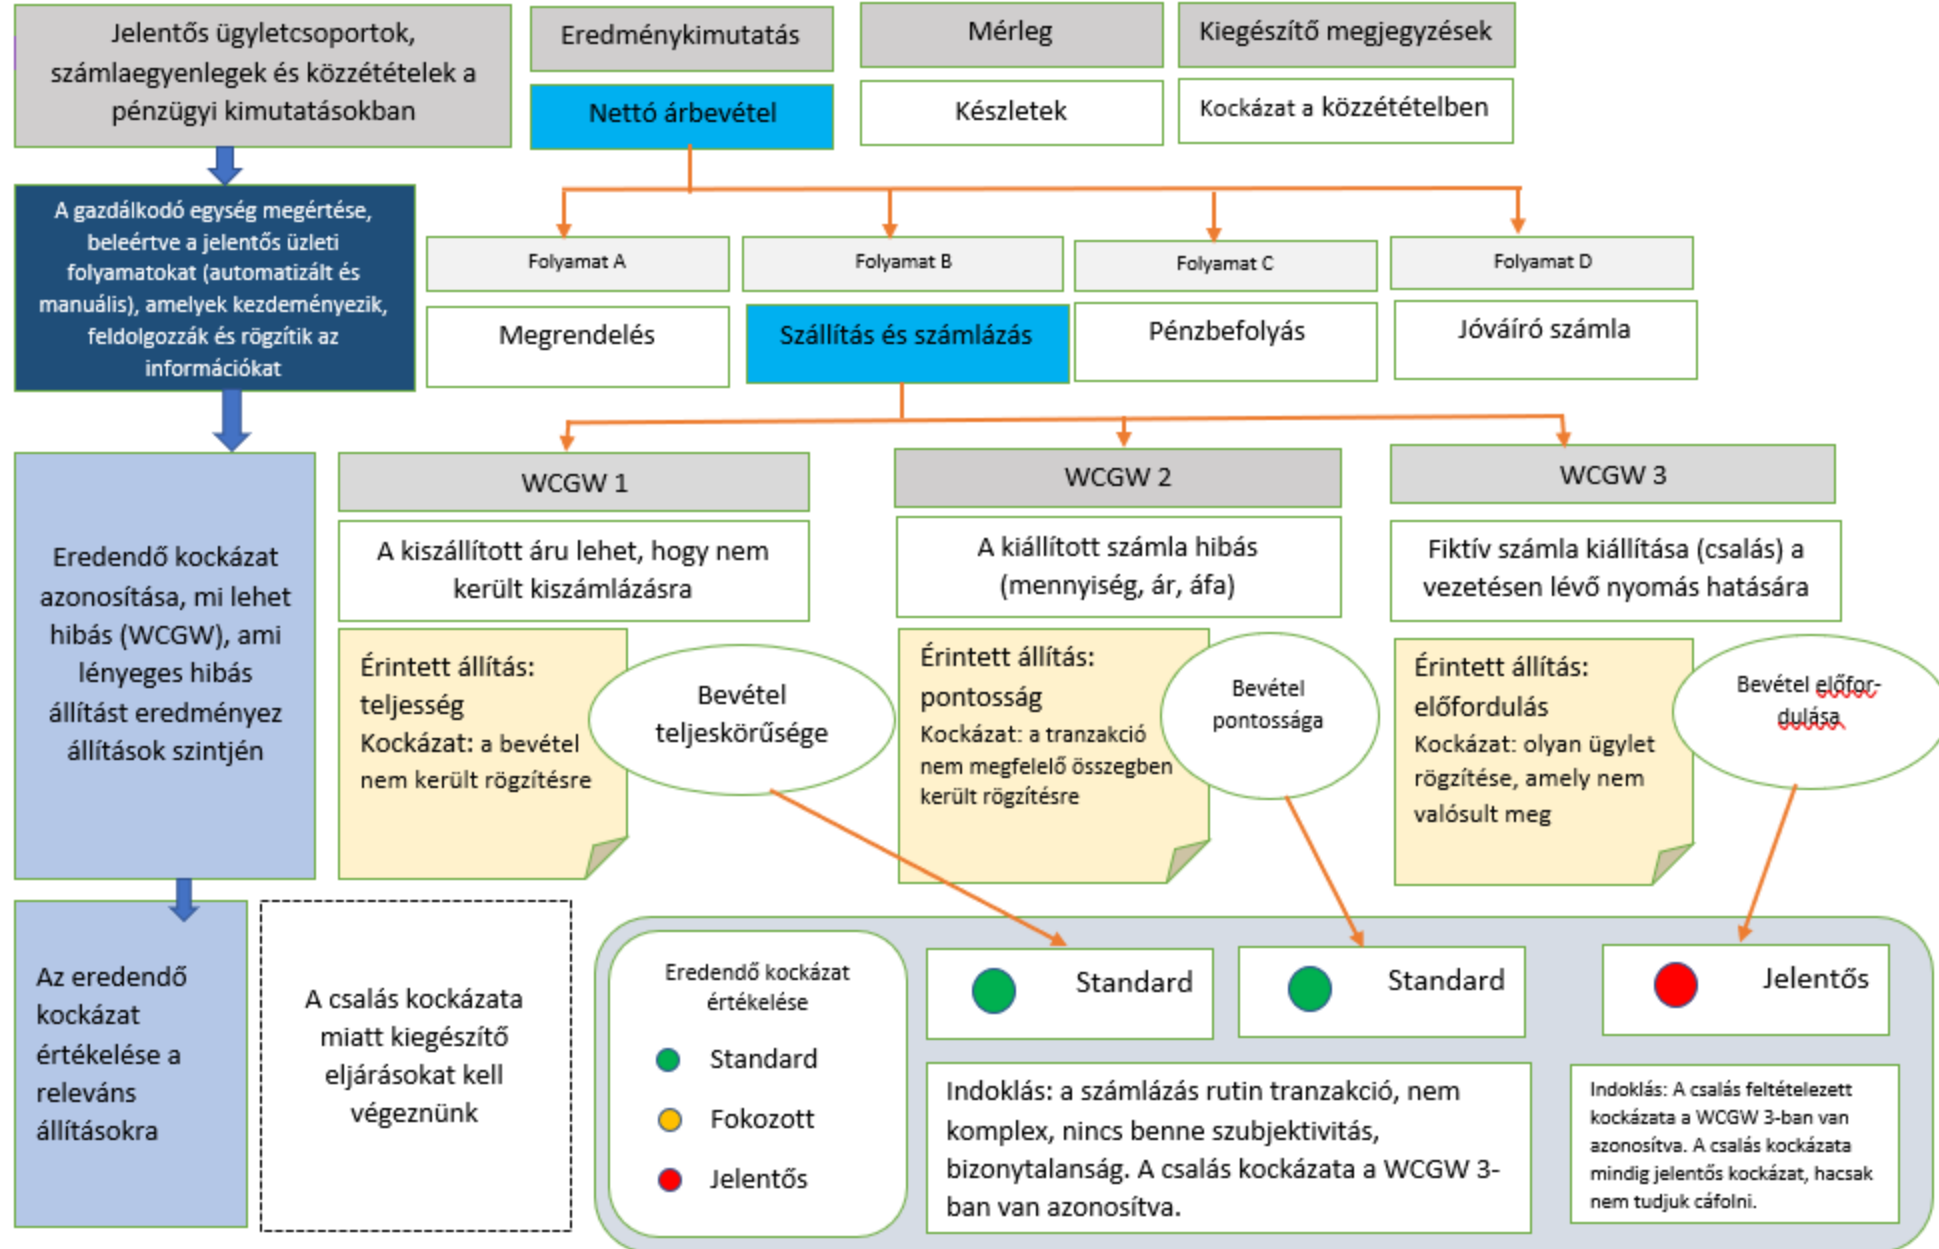 Jelentős ügyletcsoportok,
számlaegyenlegek és közzétételek a
pénzügyi kimutatásokban
Eredménykimutatás
Mérleg
Kiegészítő megjegyzések
Nettó árbevétel
Készletek
Kockázat a közzétételben
A gazdálkodó egység megértése,
beleértve a jelentős üzleti
folyamatokat (automatizált és
manuális), amelyek kezdeményezik,
feldolgozzák és rögzítik az
információkat
Folyamat A
Folyamat B
Folyamat C
Folyamat D
Megrendelés
Szállítás és számlázás
Pénzbefolyás
Jóváíró számla
Eredendő kockázat
azonosítása, mi lehet
hibás (WCGW), ami
lényeges hibás
állítást eredményez
állítások szintjén
WCGW 1
WCGW 2
WCGW 3
A kiszállított áru lehet, hogy nem
került kiszámlázásra
A kiállított számla hibás
(mennyiség, ár, áfa)
Fiktív számla kiállítása (csalás) a
vezetésen lévő nyomás hatására
Érintett állítás:
teljesség
Kockázat: a bevétel
nem került rögzítésre
Bevétel
teljeskörűsége
Érintett állítás:
pontosság
Kockázat: a tranzakció
nem megfelelő összegben
került rögzítésre
Bevétel
pontossága
Érintett állítás:
előfordulás
Kockázat: olyan ügylet
rögzítése, amely nem
valósult meg
Bevétel előfor-
dulása
Az eredendő
kockázat
értékelése a
releváns
állításokra
A csalás kockázata
miatt kiegészítő
eljárásokat kell
végeznünk
Eredendő kockázat
értékelése
Standard
Fokozott
Jelentős
Standard
Standard
Jelentős
Indoklás: a számlázás rutin tranzakció, nem
komplex, nincs benne szubjektivitás,
bizonytalanság. A csalás kockázata a WCGW 3-
ban van azonosítva.
Indoklás: A csalás feltételezett
kockázata a WCGW 3-ban van
azonosítva. A csalás kockázata
mindig jelentős kockázat, hacsak
nem tudjuk cáfolni.